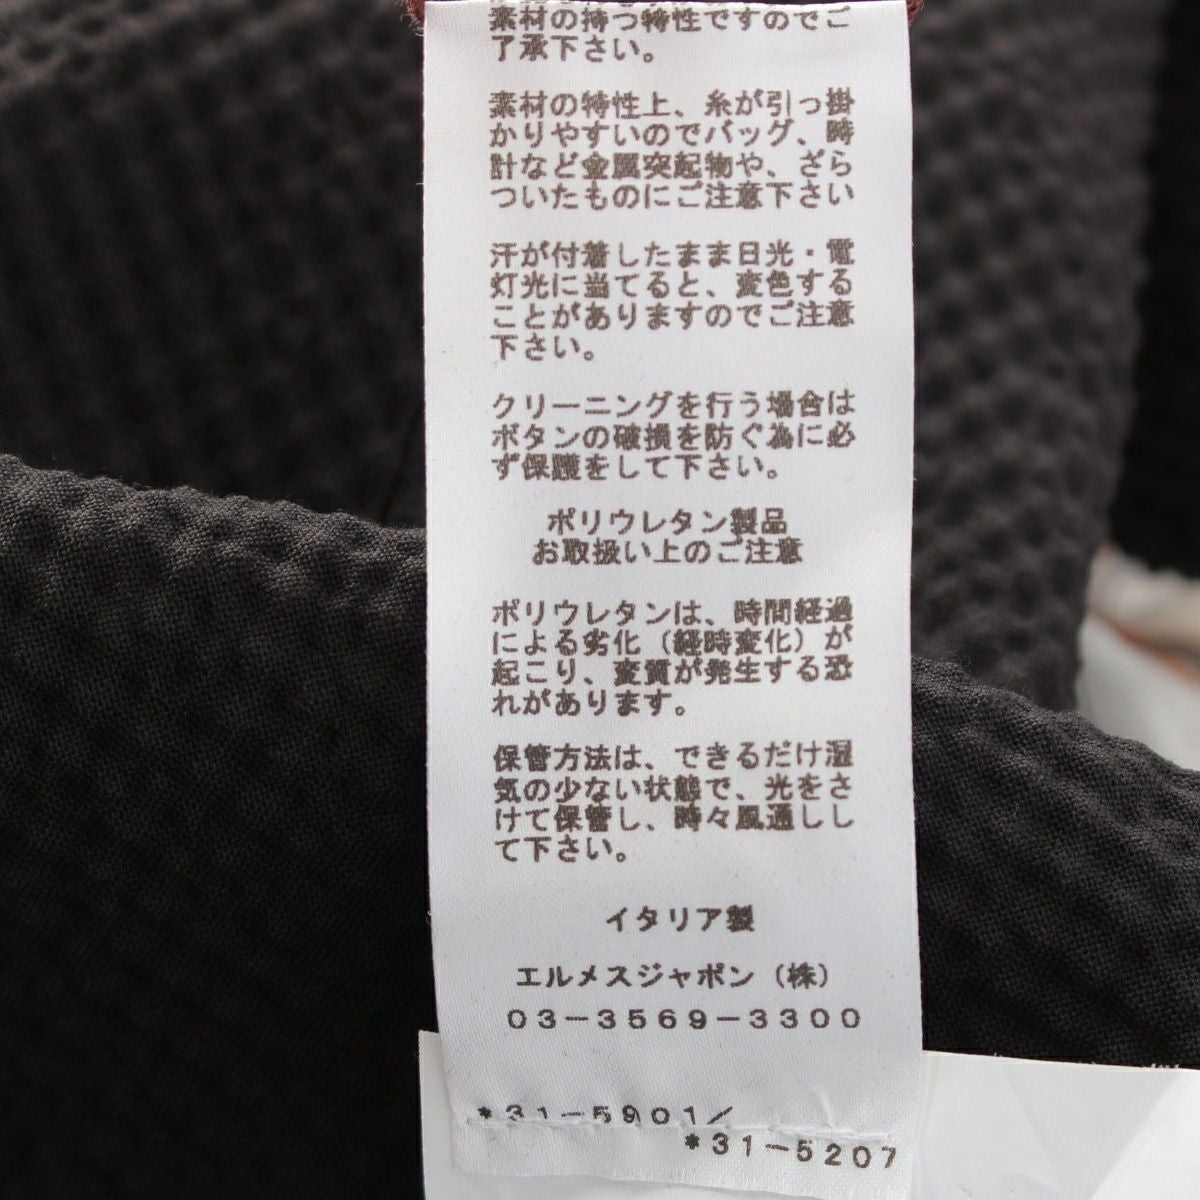 素材の持つ特性ですのでご
了承下さい。
素材の特性上、糸が引っ掛
かりやすいのでバッグ、時
計など金属突起物や、ざら
ついたものにご注意下さい
汗が付着したまま日光・電
灯光に当てると、変色する
ことがありますのでご注意
下さい。
クリーニングを行う場合は
ボタンの破損を防ぐ為に必
ず保護をして下さい。
ポリウレタン製品
お取扱い上のご注意
ポリウレタンは、時間経過
による劣化（経時変化）が
起こり、変質が発生する恐
れがあります。
保管方法は、できるだけ湿
気の少ない状態で、光をさ
けて保管し、時々風通しし
て下さい。
イタリア製
エルメスジャポン（株）
03-3569-3300
*31-5901/
*31-5207